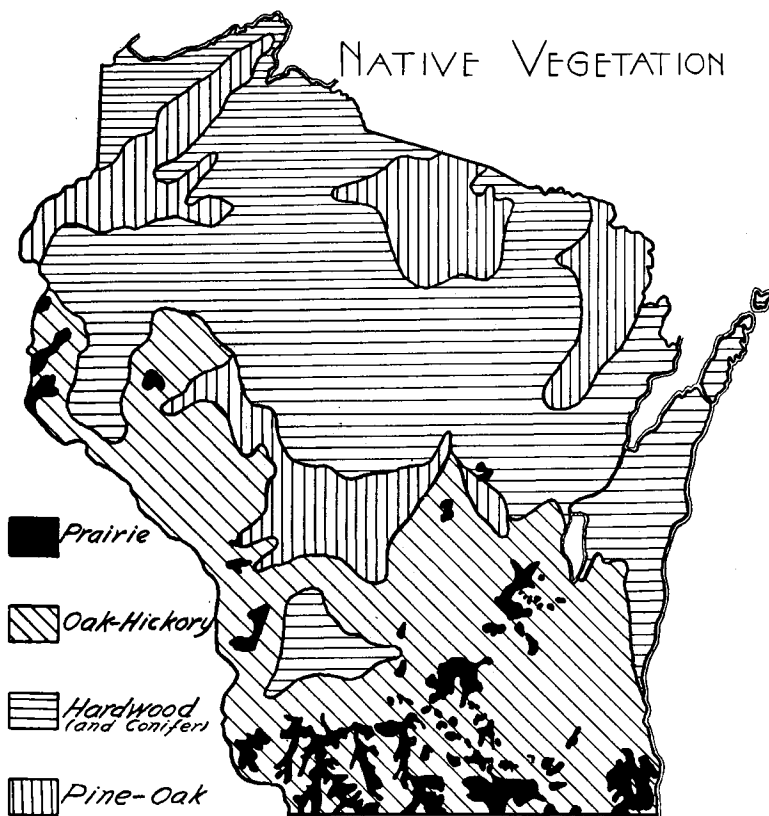 NATIVE VEGETATION
Prairie
Oak-Hickory
Hardwood
(and Conifer)
Pine-Oak